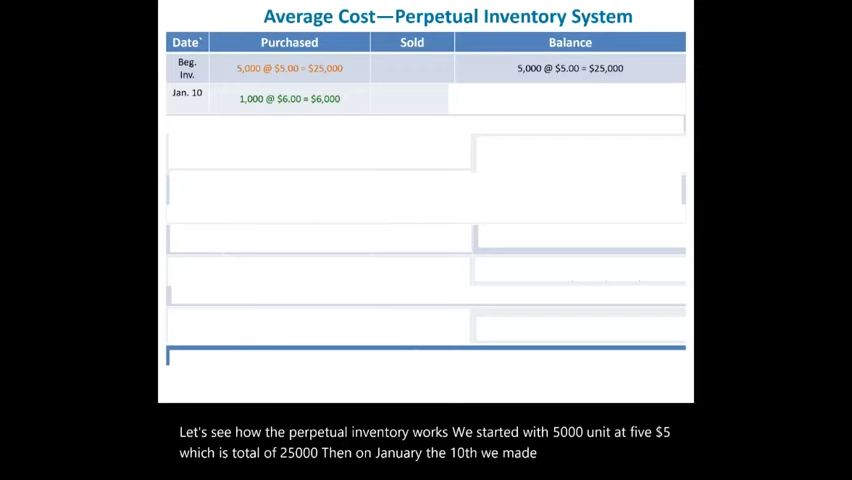 Average Cost—Perpetual Inventory System
Date` Purchased Sold Balance
Beg. Inv. 5,000 @ $5.00 = $25,000 5,000 @ $5.00 = $25,000
Jan. 10 1,000 @ $6.00 = $6,000
Let's see how the perpetual inventory works We started with 5000 unit at five $5
which is total of 25000 Then on January the 10th we made